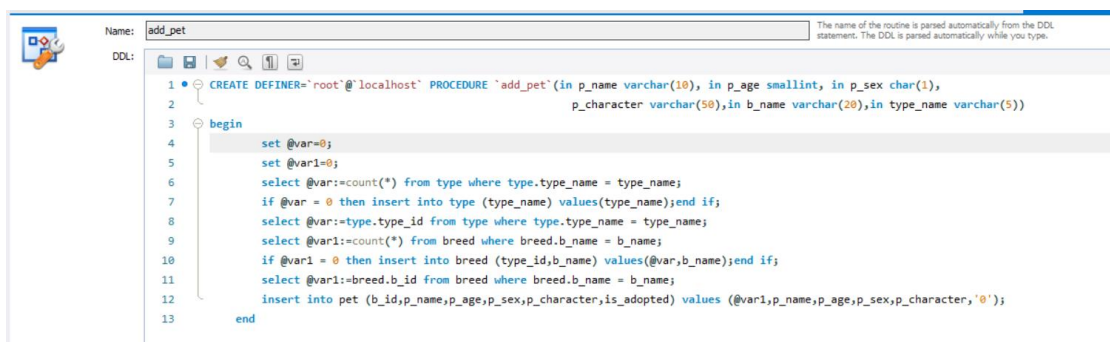 Name: add_pet The name of the routine is parsed automatically from the DDL
statement. The DDL is parsed automatically while you type.
DDL:
1 CREATE DEFINER=`root`@`localhost` PROCEDURE `add_pet`(in p_name varchar(10), in p_age smallint, in p_sex char(1),
2 p_character varchar(50),in b_name varchar(20),in type_name varchar(5))
3 begin
4 set @var=0;
5 set @var1=0;
6 select @var:=count(*) from type where type.type_name = type_name;
7 if @var = 0 then insert into type (type_name) values(type_name);end if;
8 select @var:=type.type_id from type where type.type_name = type_name;
9 select @var1:=count(*) from breed where breed.b_name = b_name;
10 if @var1 = 0 then insert into breed (type_id,b_name) values(@var,b_name);end if;
11 select @var1:=breed.b_id from breed where breed.b_name = b_name;
12 insert into pet (b_id,p_name,p_age,p_sex,p_character,is_adopted) values (@var1,p_name,p_age,p_sex,p_character,'0');
13 end